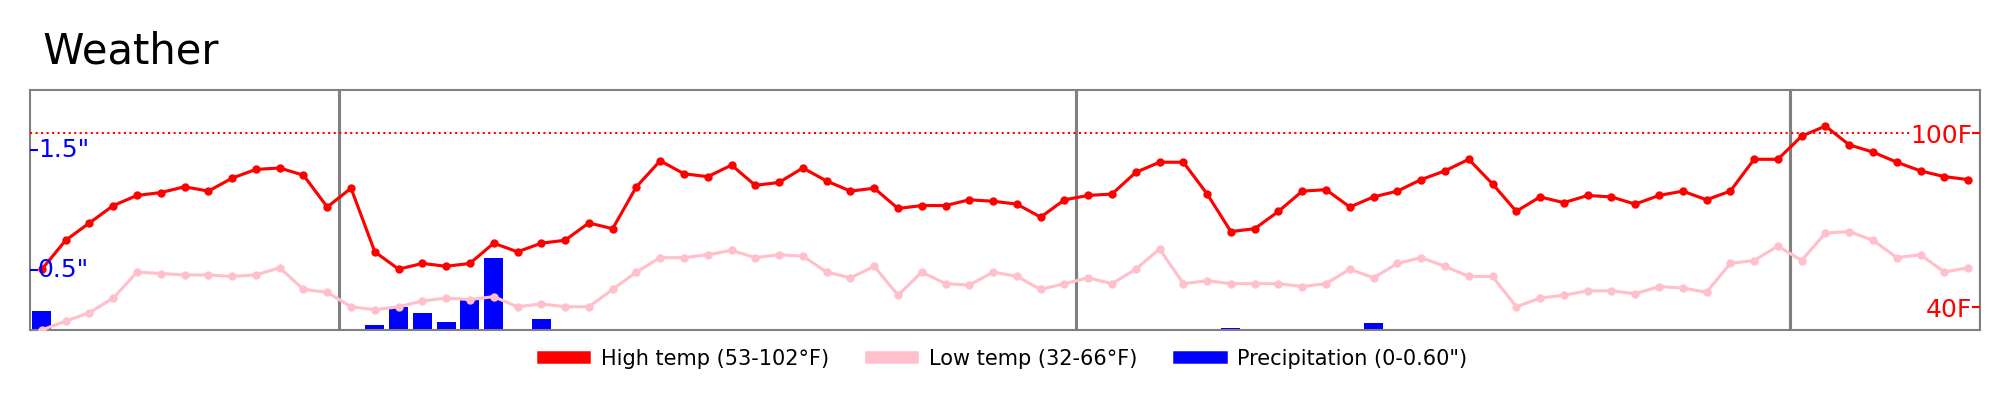 Weather
1.5"
100F
0.5"
40F
High temp (53-102°F) Low temp (32-66°F) Precipitation (0-0.60")